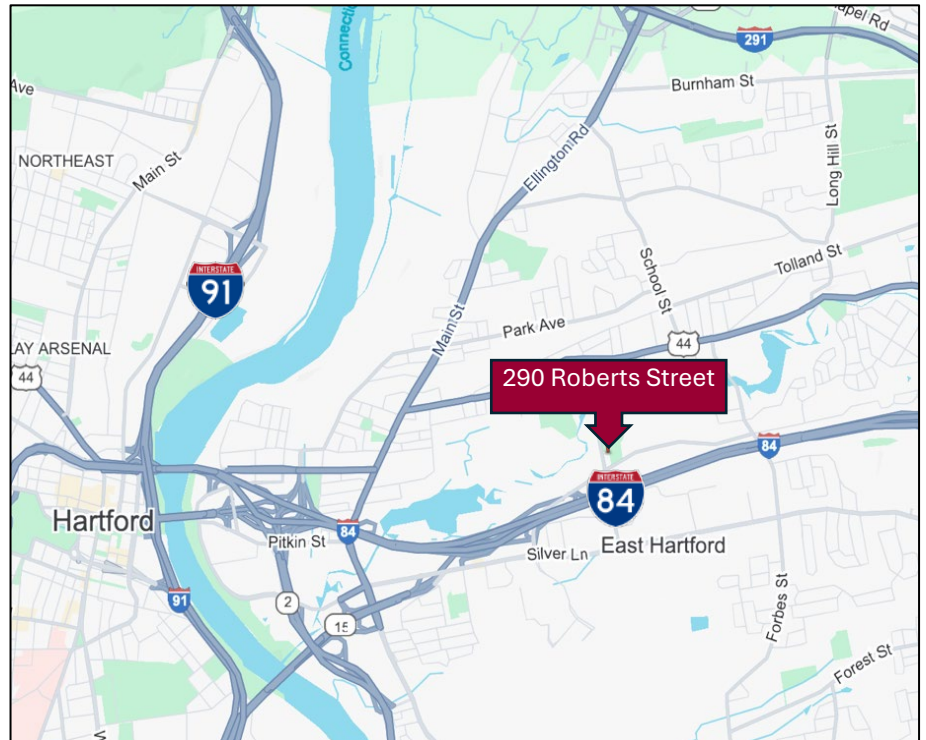 Connectic
apel Rd
291
Burnham St
Ave
NORTHEAST
Main St
Ellington Rd
Long Hill St
School St
Tolland St
INTERSTATE
91
Main St
Park Ave
44
LAY ARSENAL
44
290 Roberts Street
84
INTERSTATE
84
Hartford
Pitkin St
84
Silver Ln
East Hartford
91
2
15
Forbes St
Forest St